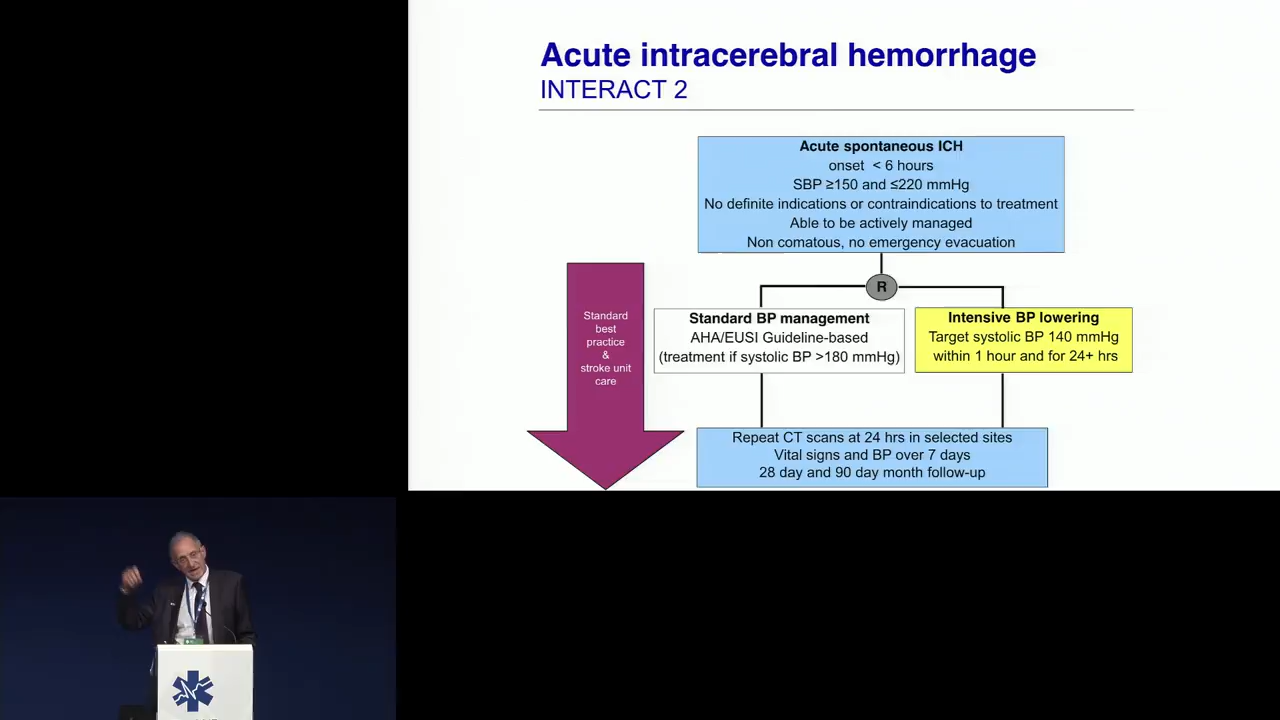 Acute intracerebral hemorrhage
INTERACT 2
Acute spontaneous ICH
onset < 6 hours
SBP ≥150 and ≤220 mmHg
No definite indications or contraindications to treatment
Able to be actively managed
Non comatous, no emergency evacuation
R
Standard
best
practice
&
stroke unit
care
Standard BP management
AHA/EUSI Guideline-based
(treatment if systolic BP >180 mmHg)
Intensive BP lowering
Target systolic BP 140 mmHg
within 1 hour and for 24+ hrs
Repeat CT scans at 24 hrs in selected sites
Vital signs and BP over 7 days
28 day and 90 day month follow-up